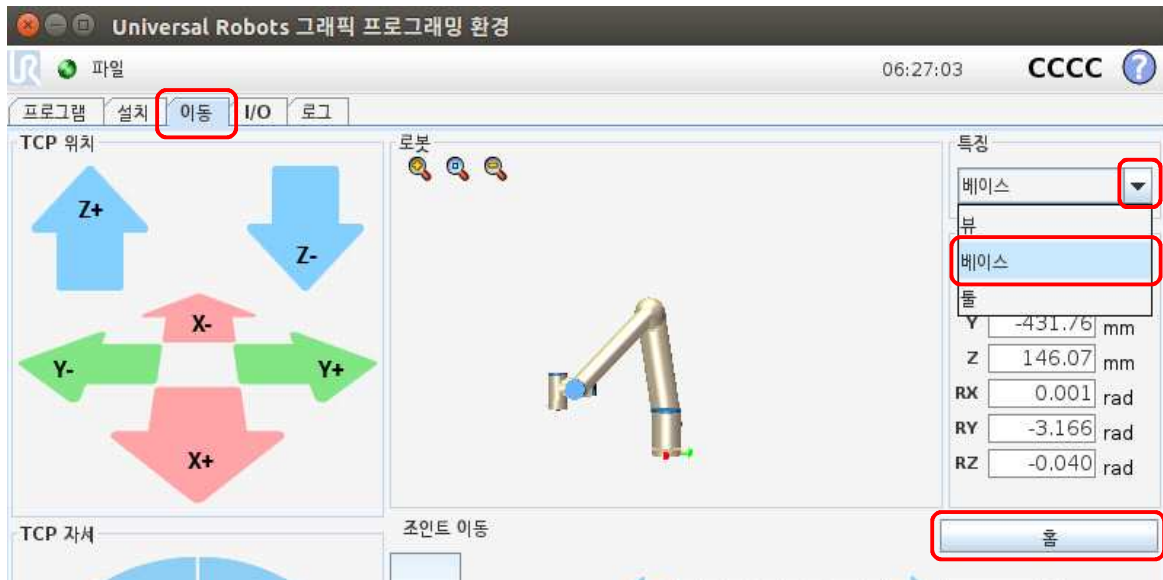 Universal Robots 그래픽 프로그래밍 환경
파일
06:27:03
CCCC
?
프로그램 설치 이동 I/O 로그
TCP 위치
Z+
Z-
X-
Y-
Y+
X+
TCP 자세
로봇
조인트 이동
특징
베이스
뷰
베이스
툴
Y -431.76 mm
Z 146.07 mm
RX 0.001 rad
RY -3.166 rad
RZ -0.040 rad
홈